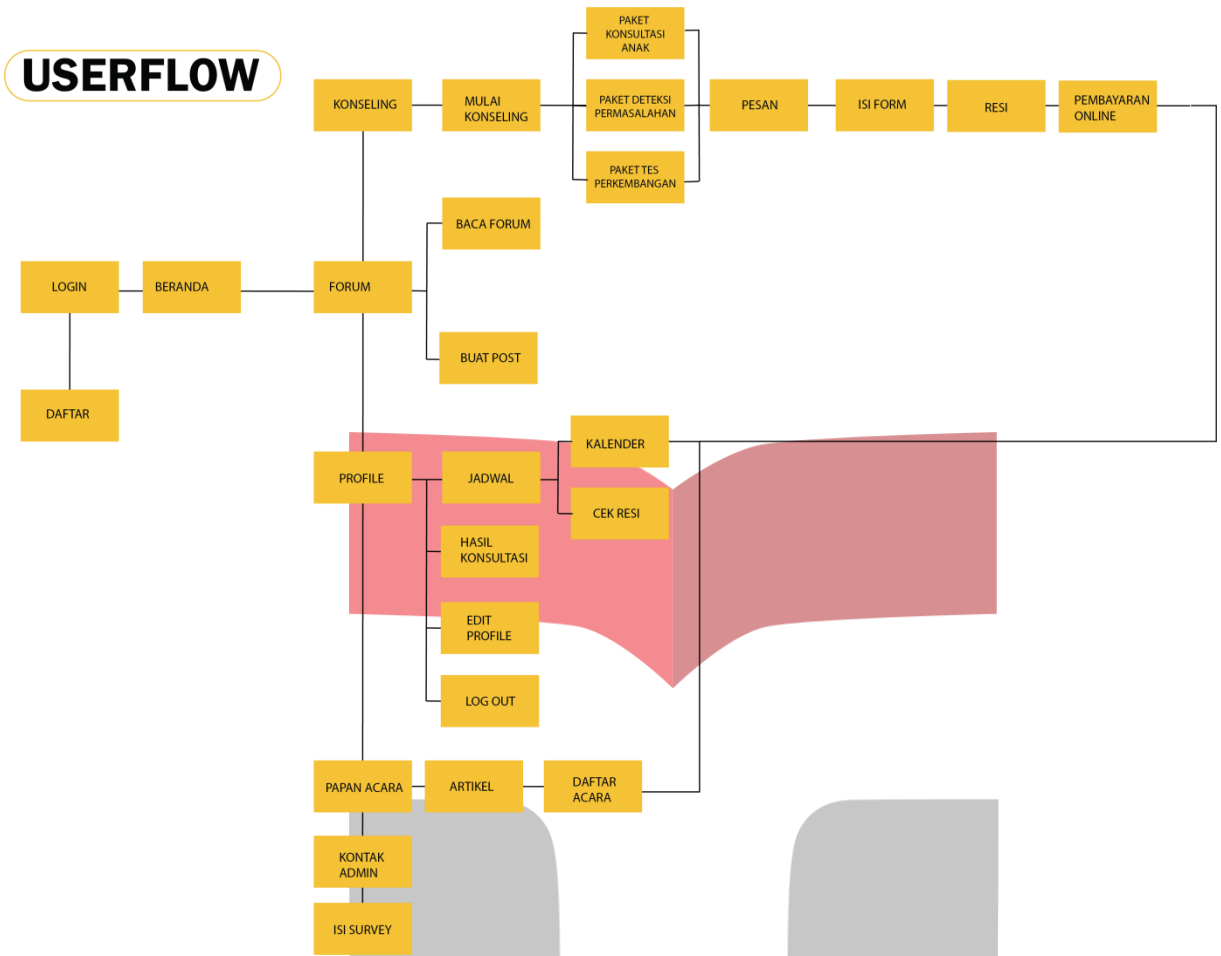 USERFLOW
PAKET
KONSULTASI
ANAK
KONSELING
MULAI
KONSELING
PAKET DETEKSI
PERMASALAHAN
PESAN
ISI FORM
RESI
PEMBAYARAN
ONLINE
PAKET TES
PERKEMBANGAN
BACA FORUM
LOGIN
BERANDA
FORUM
BUAT POST
DAFTAR
KALENDER
PROFILE
JADWAL
CEK RESI
HASIL
KONSULTASI
EDIT
PROFILE
LOG OUT
PAPAN ACARA
ARTIKEL
DAFTAR
ACARA
KONTAK
ADMIN
ISI SURVEY